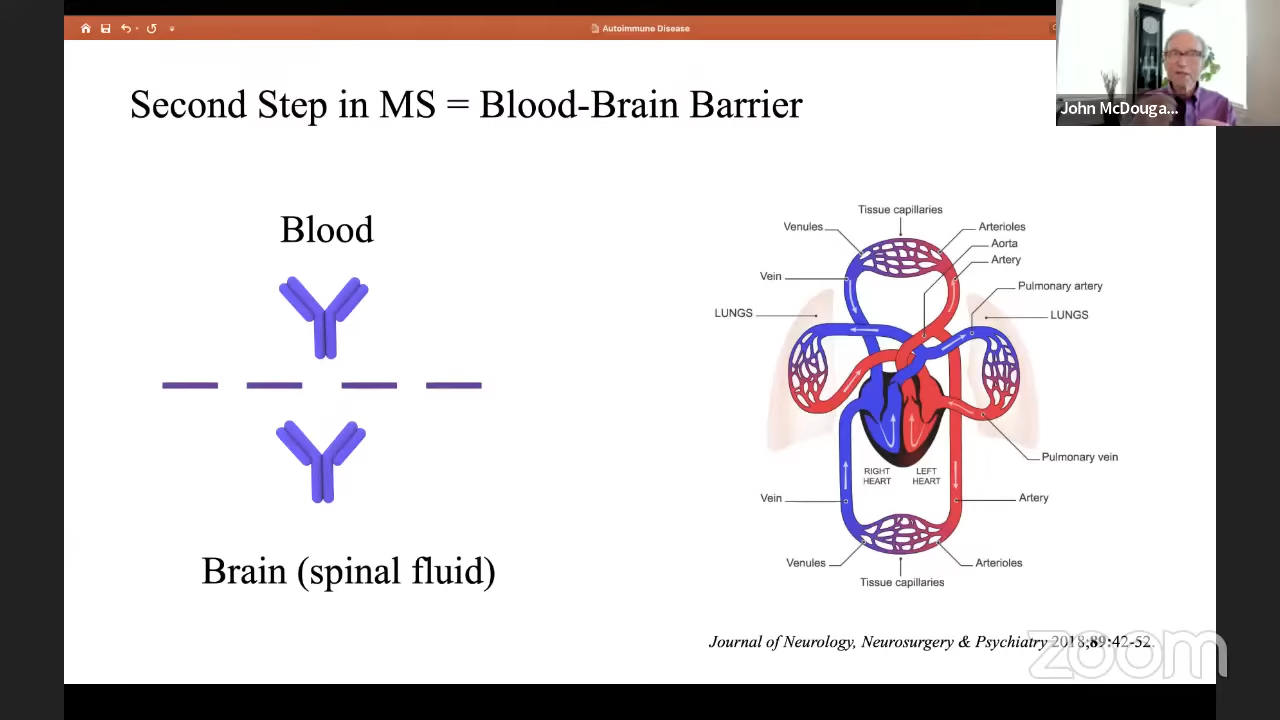 Autoimmune Disease
John McDouga...
Second Step in MS = Blood-Brain Barrier
Blood
Brain (spinal fluid)
Tissue capillaries
Venules
Arterioles
Aorta
Artery
Vein
Pulmonary artery
LUNGS
LUNGS
RIGHT
HEART
LEFT
HEART
Pulmonary vein
Vein
Artery
Venules
Arterioles
Tissue capillaries
Journal of Neurology, Neurosurgery & Psychiatry 2018;89:42-52.
zoom